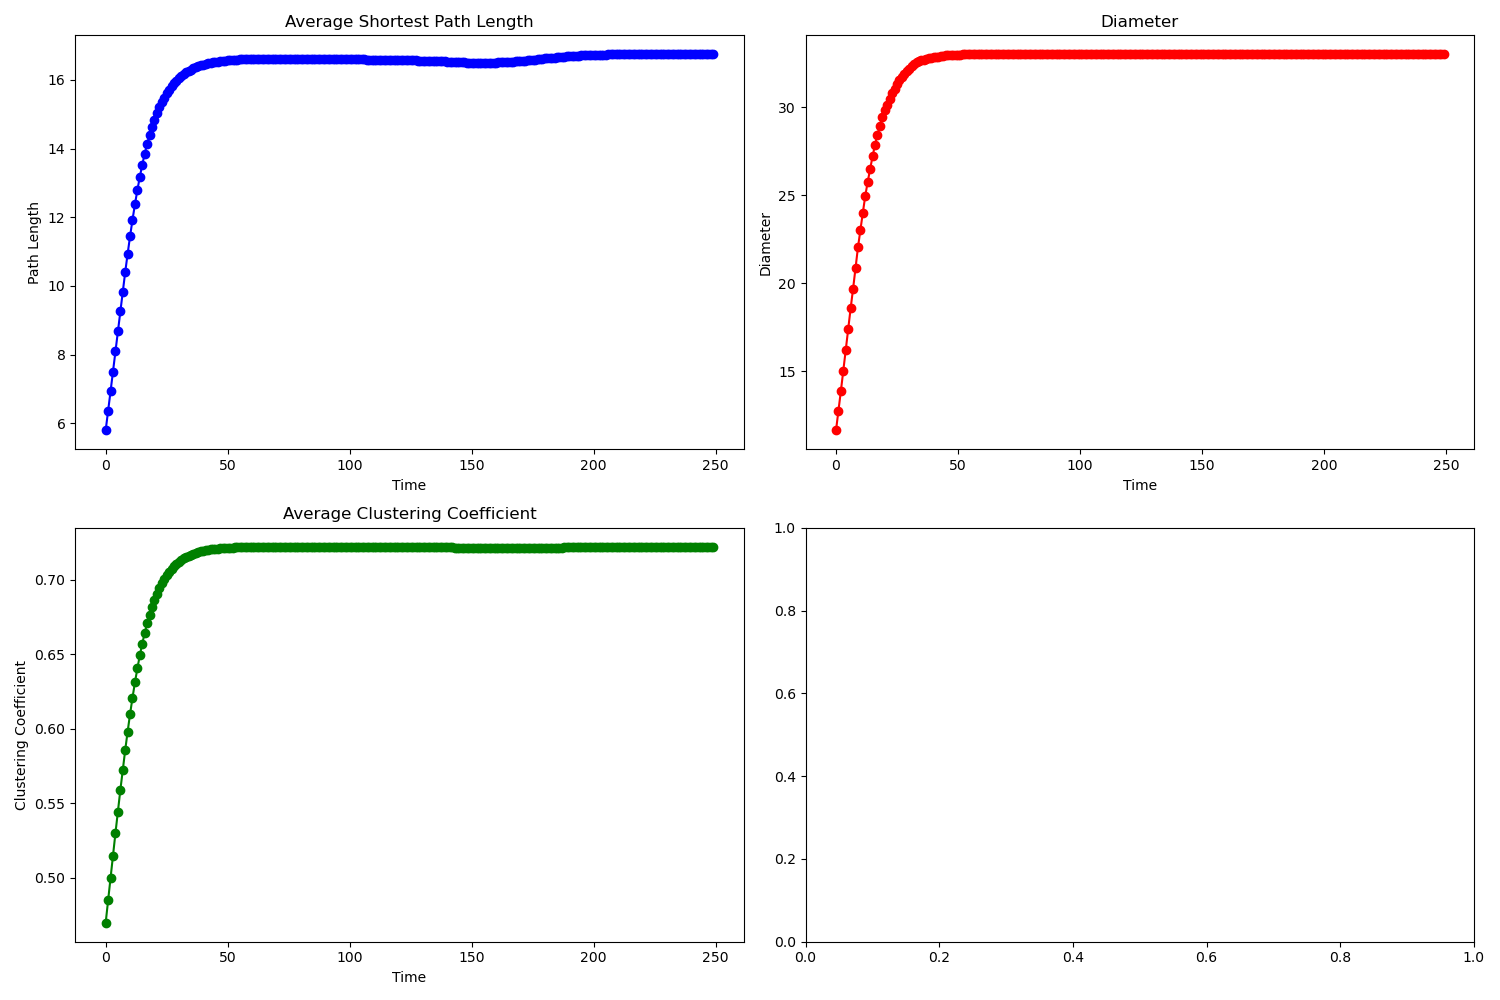 Average Shortest Path Length
Path Length
16
14
12
10
8
6
0 50 100 150 200 250
Time
Diameter
Diameter
30
25
20
15
0 50 100 150 200 250
Time
Average Clustering Coefficient
Clustering Coefficient
0.70
0.65
0.60
0.55
0.50
0 50 100 150 200 250
Time
1.0
0.8
0.6
0.4
0.2
0.0
0.0 0.2 0.4 0.6 0.8 1.0